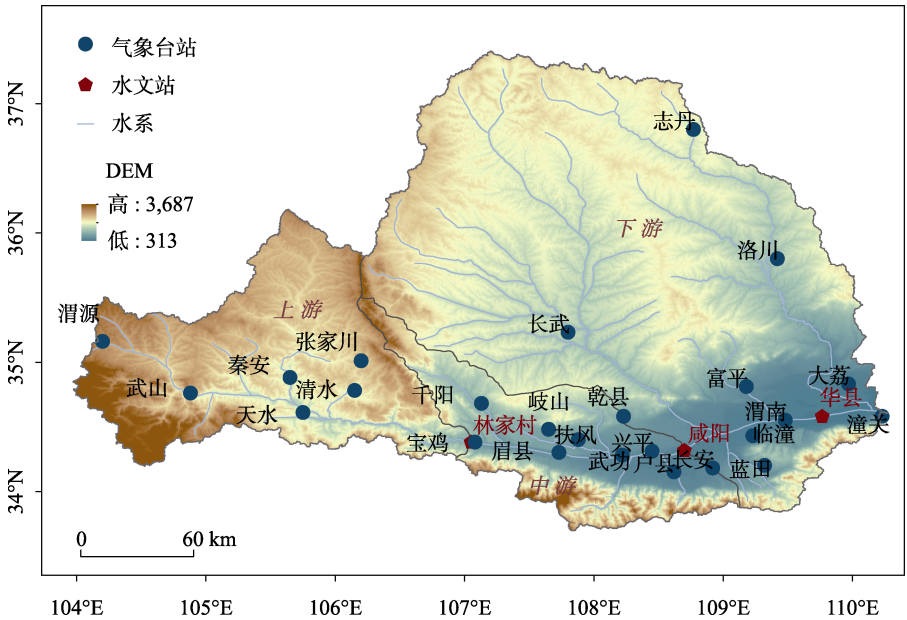 气象台站
水文站
水系
DEM
高 : 3,687
低 : 313
37°N
36°N
35°N
34°N
志丹
下 游
洛川
上 游
渭源
长武
张家川
秦安
武山
清水
天水
千阳
岐山
乾县
富平
大荔
华县
渭南
潼关
林家村
宝鸡
眉县
扶风
兴平
咸阳
临潼
武功
户县
长安
蓝田
中 游
0
60 km
104°E
105°E
106°E
107°E
108°E
109°E
110°E